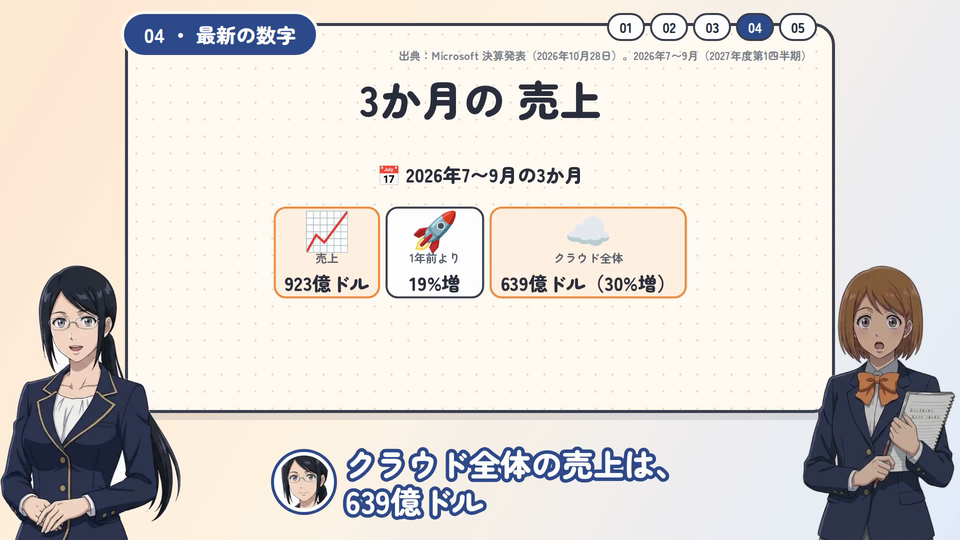 04 ・ 最新の数字
01 02 03 04 05
出典：Microsoft 決算発表（2026年10月28日）。2026年7〜9月（2027年度第1四半期）
3か月の 売上
July 17 2026年7〜9月の3か月
売上
923億ドル
1年前より
19%増
クラウド全体
639億ドル（30%増）
クラウド全体の売上は、
639億ドル